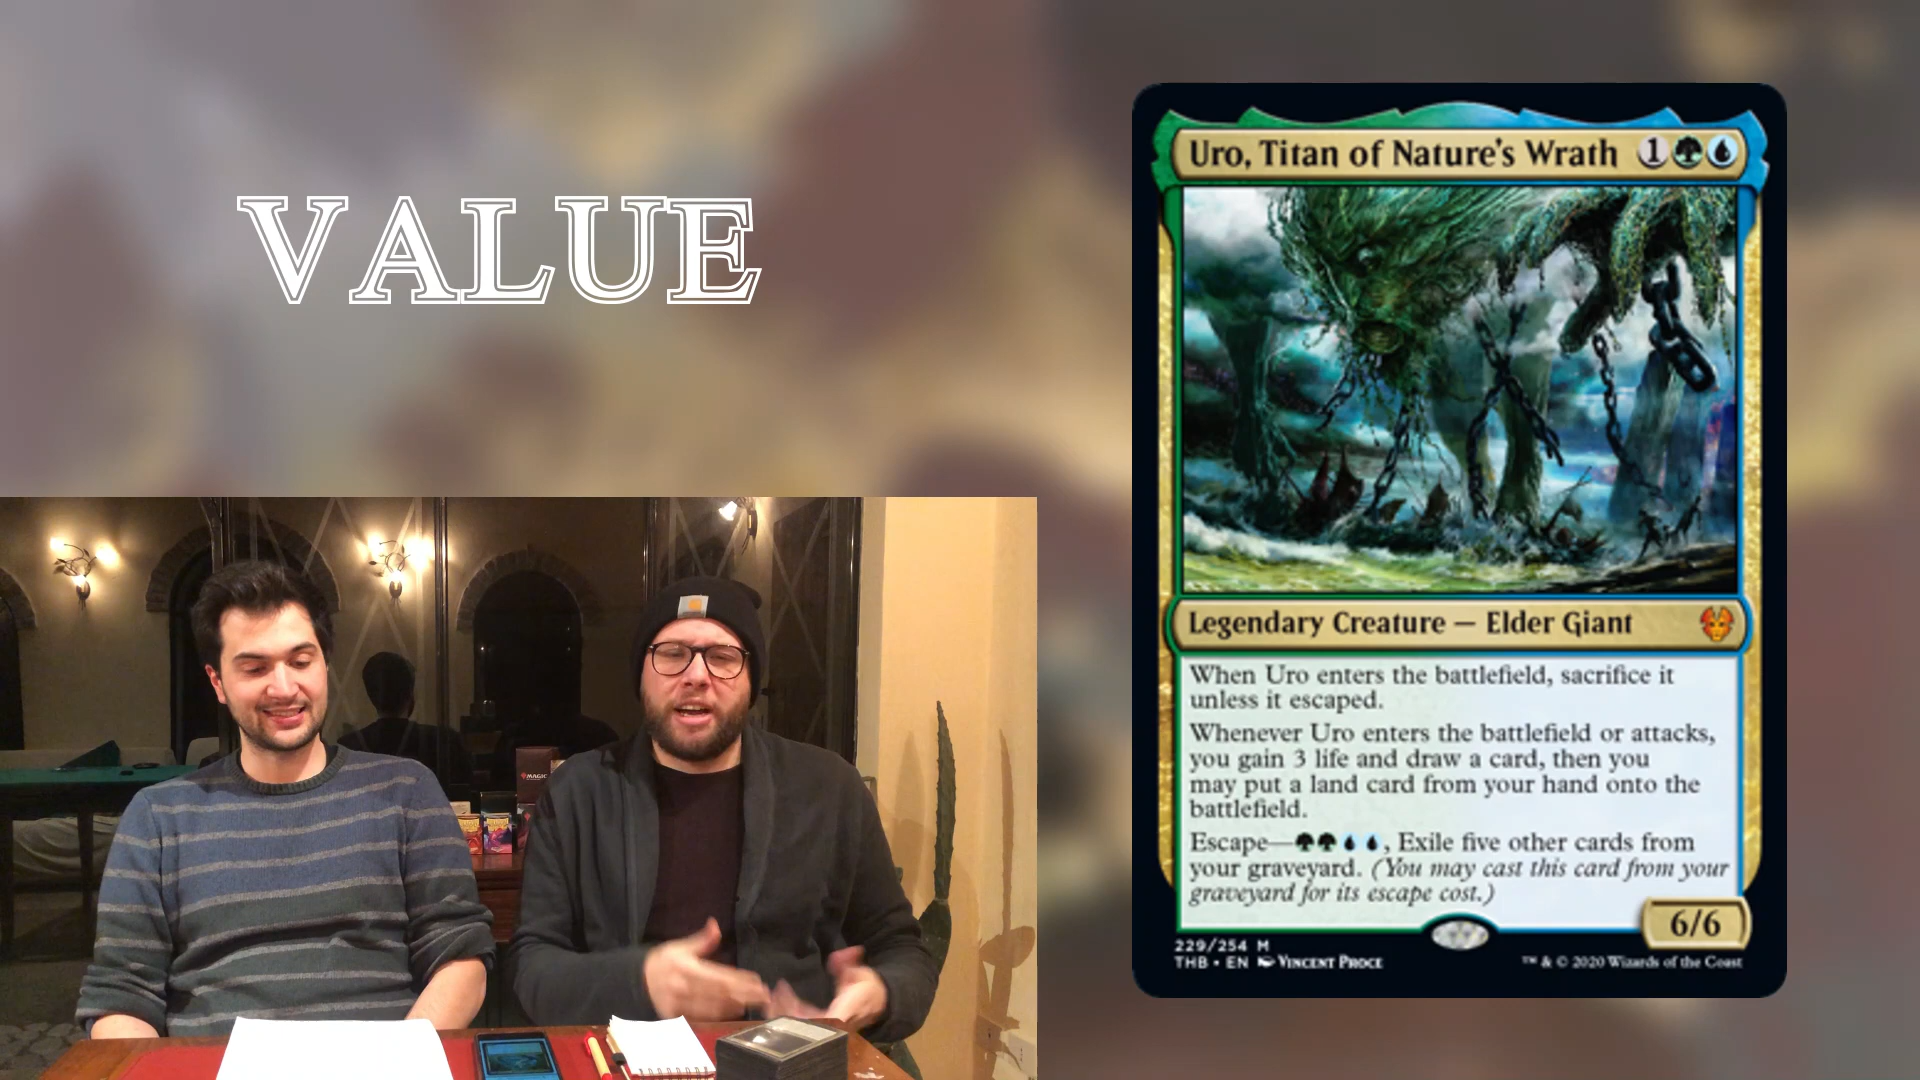 VALUE
Uro, Titan of Nature's Wrath 1
Legendary Creature — Elder Giant
When Uro enters the battlefield, sacrifice it
unless it escaped.
Whenever Uro enters the battlefield or attacks,
you gain 3 life and draw a card, then you
may put a land card from your hand onto the
battlefield.
Escape—, Exile five other cards from
your graveyard. (You may cast this card from your
graveyard for its escape cost.)
6/6
229/254 M
THB • EN Vincent Proce
™ & © 2020 Wizards of the Coast
MAGIC